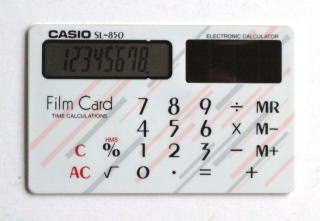 CASIO SL-850 ELECTRONIC CALCULATOR
12345678.
Film Card 7 8 9 ÷ MR
TIME CALCULATIONS
4 5 6 × M−
HMS
C % 1 2 3 − M+
AC √ 0 · = +